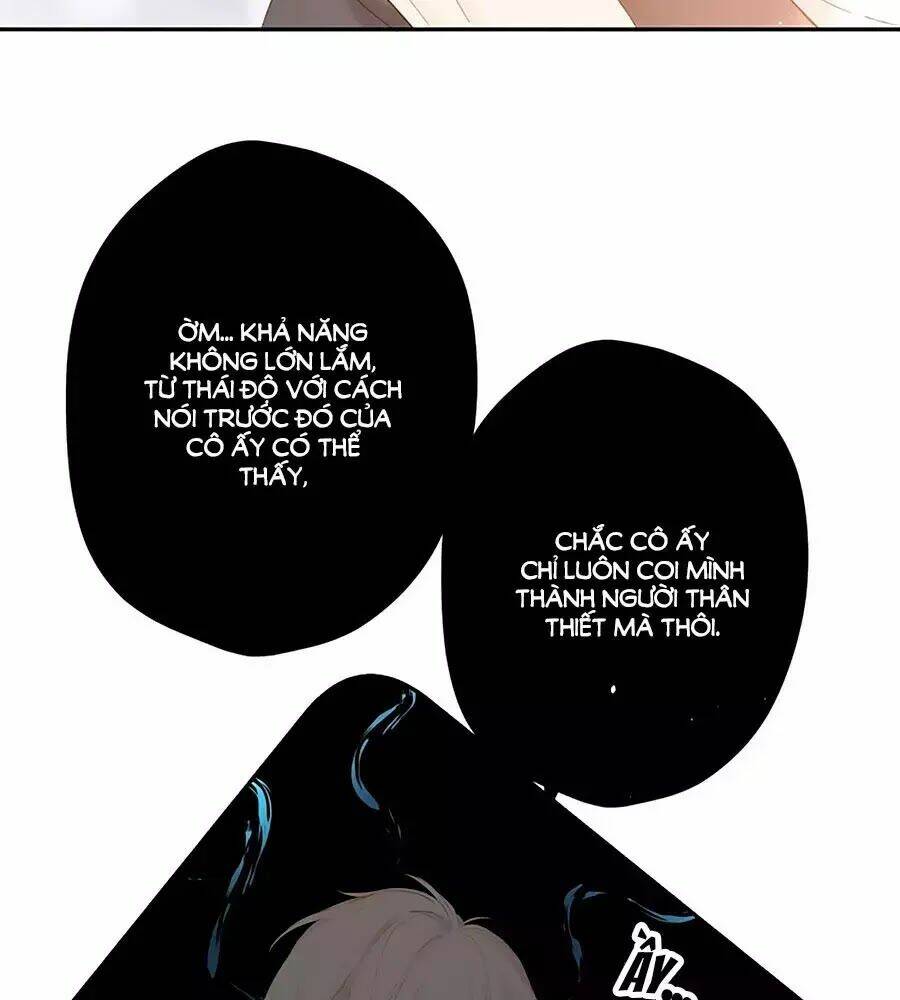 ỜM... KHẢ NĂNG
KHÔNG LỚN LẮM,
TỪ THÁI ĐỘ VỚI CÁCH
NÓI TRƯỚC ĐÓ CỦA
CÔ ẤY CÓ THỂ
THẤY,
CHẮC CÔ ẤY
CHỈ LUÔN COI MÌNH
THÀNH NGƯỜI THÂN
THIẾT MÀ THÔI.
ẦY...